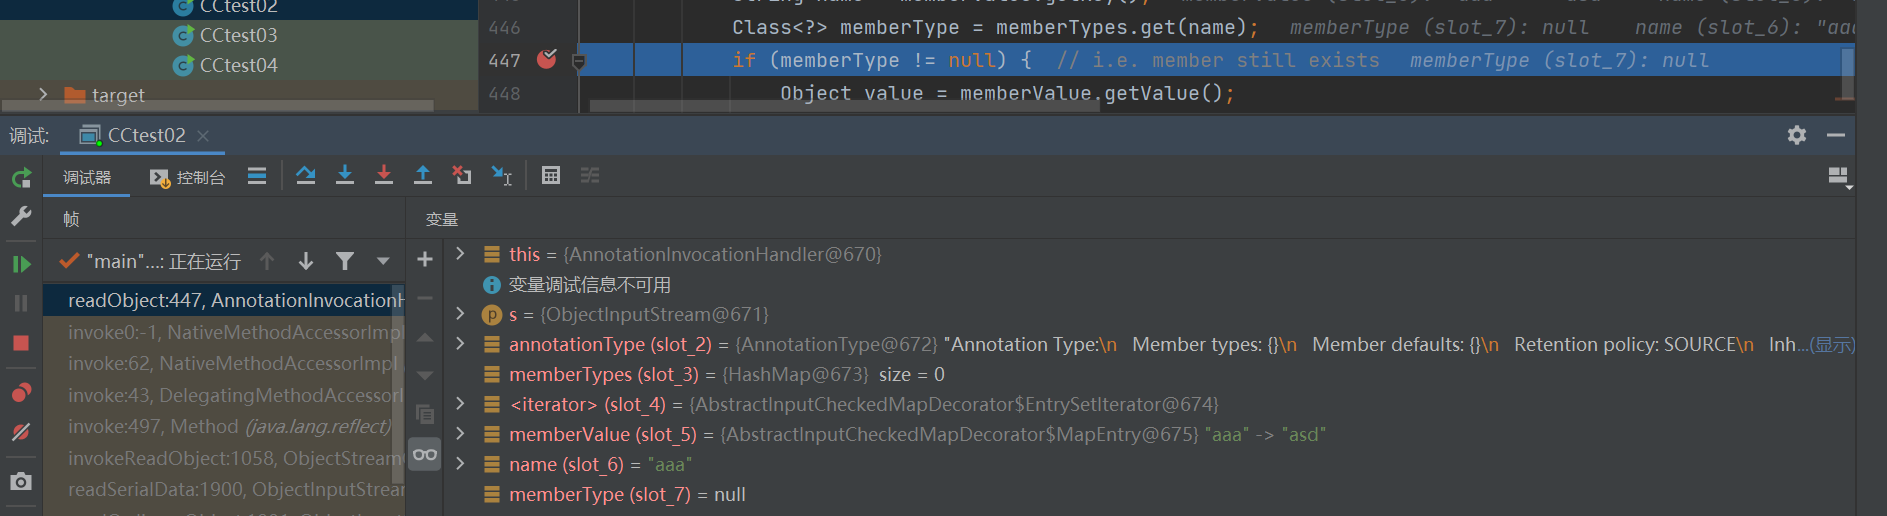 CCtest02
CCtest03
CCtest04
target
446 Class<?> memberType = memberTypes.get(name); memberType (slot_7): null name (slot_6): "aaa
447 if (memberType != null) { // i.e. member still exists memberType (slot_7): null
448 Object value = memberValue.getValue();
调试: CCtest02
调试器 控制台
帧 变量
"main"...: 正在运行
readObject:447, AnnotationInvocationH
invoke0:-1, NativeMethodAccessorImpl
invoke:62, NativeMethodAccessorImpl
invoke:43, DelegatingMethodAccessorI
invoke:497, Method (java.lang.reflect)
invokeReadObject:1058, ObjectStream
readSerialData:1900, ObjectInputStrea
this = {AnnotationInvocationHandler@670}
变量调试信息不可用
s = {ObjectInputStream@671}
annotationType (slot_2) = {AnnotationType@672} "Annotation Type:\n Member types: {}\n Member defaults: {}\n Retention policy: SOURCE\n Inh...(显示)
memberTypes (slot_3) = {HashMap@673} size = 0
<iterator> (slot_4) = {AbstractInputCheckedMapDecorator$EntrySetIterator@674}
memberValue (slot_5) = {AbstractInputCheckedMapDecorator$MapEntry@675} "aaa" -> "asd"
name (slot_6) = "aaa"
memberType (slot_7) = null